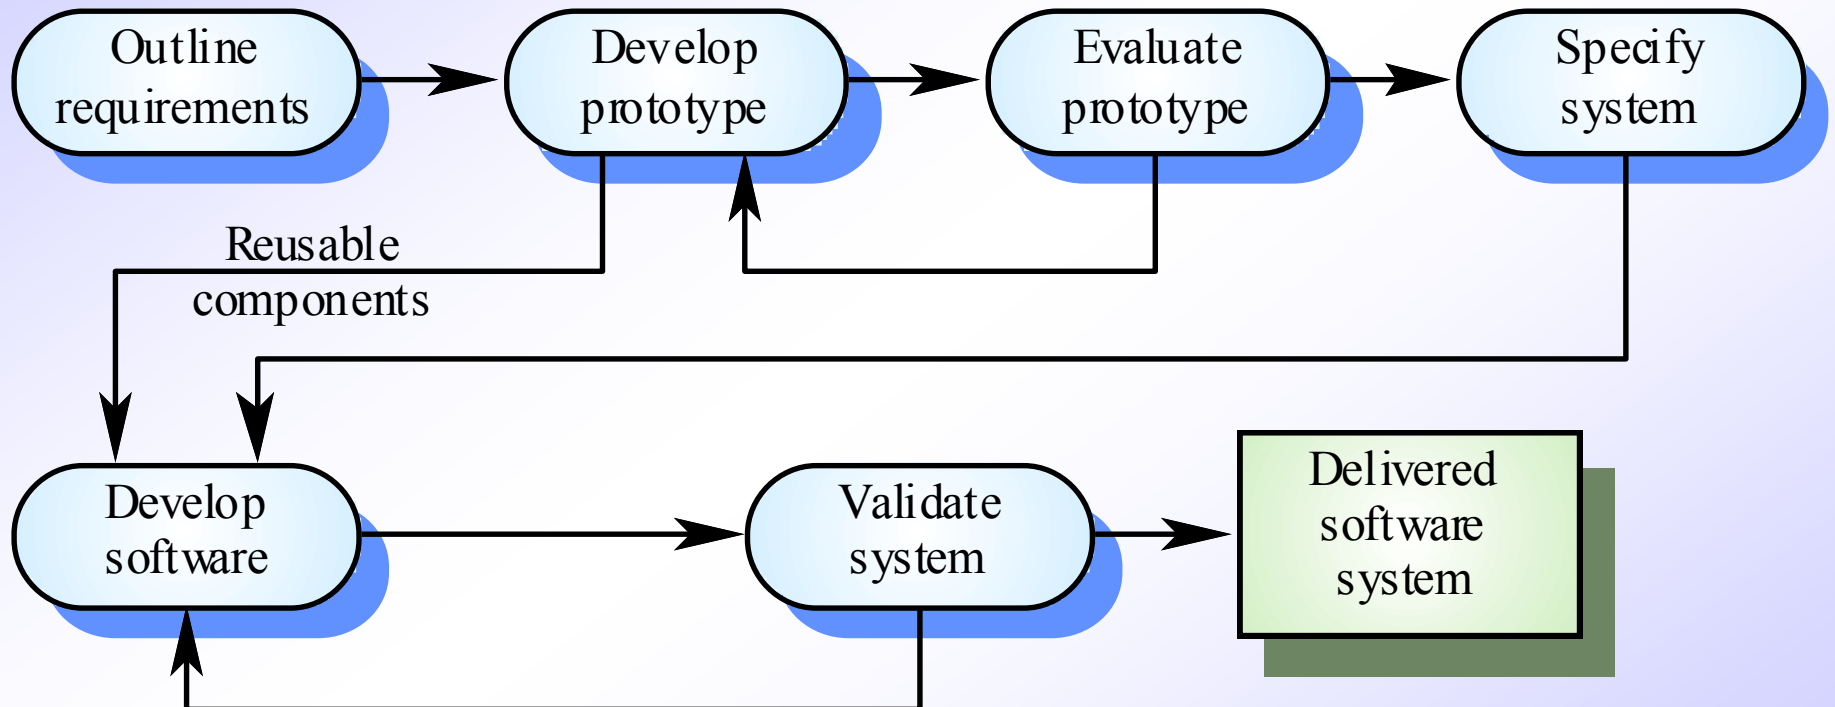 Outline
requirements
Develop
prototype
Evaluate
prototype
Specify
system
Reusable
components
Develop
software
Validate
system
Delivered
software
system